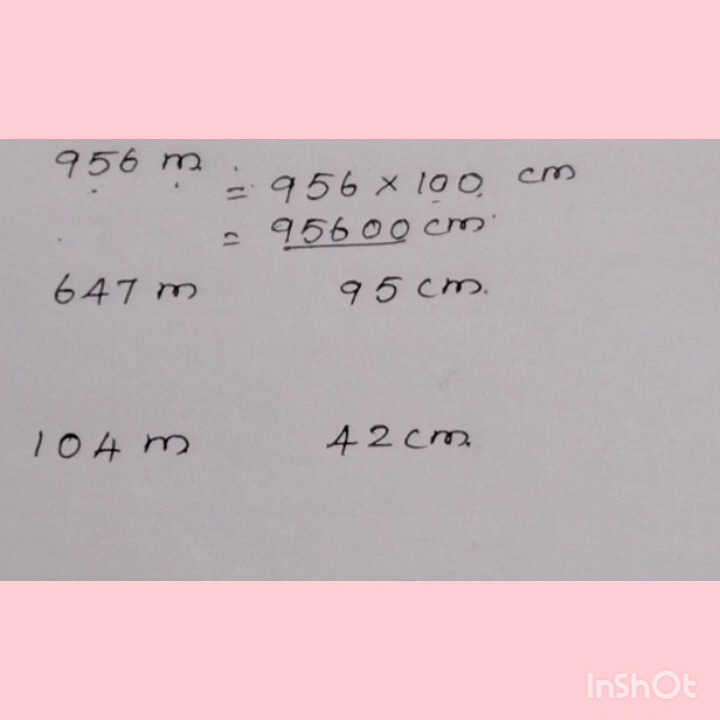 956 m = 956 × 100 cm
= 95600 cm
647 m 95 cm.
104 m 42 cm.
InShOt